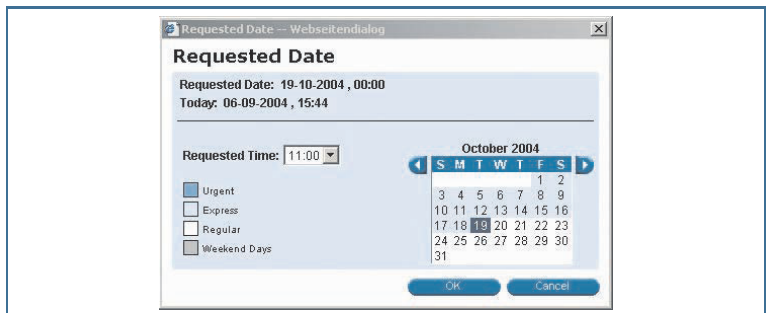 Requested Date -- Webseitendialog
Requested Date
Requested Date: 19-10-2004 , 00:00
Today: 06-09-2004 , 15:44
Requested Time: 11:00
Urgent
Express
Regular
Weekend Days
October 2004
S M T W T F S
1 2
3 4 5 6 7 8 9
10 11 12 13 14 15 16
17 18 19 20 21 22 23
24 25 26 27 28 29 30
31
OK Cancel